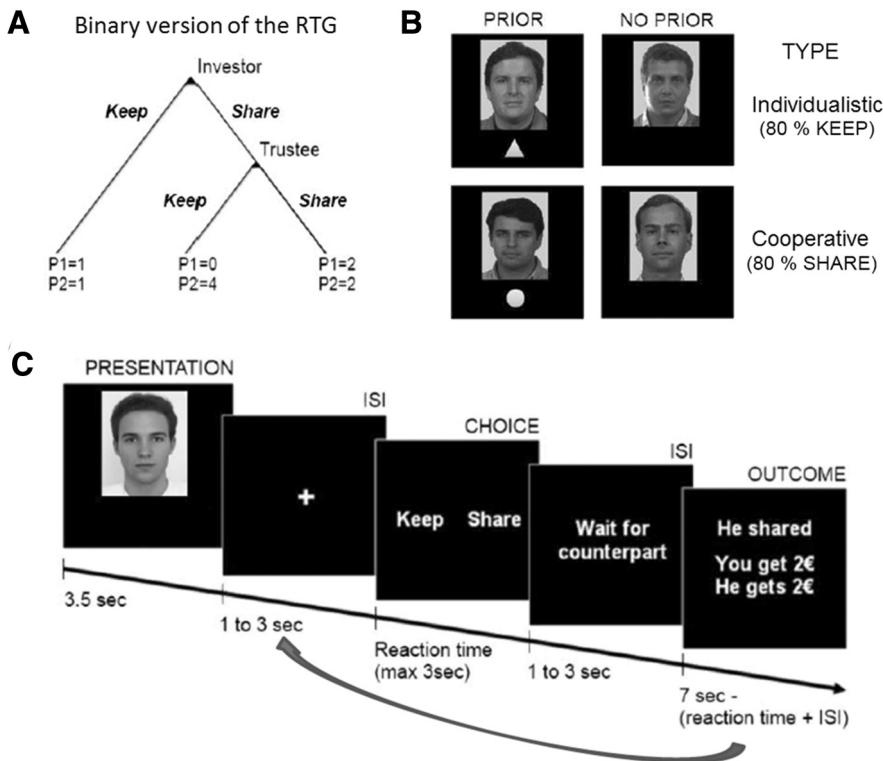 A
Binary version of the RTG
Investor
Keep
Share
Trustee
Keep
Share
P1=1
P2=1
P1=0
P2=4
P1=2
P2=2
B
PRIOR
NO PRIOR
TYPE
Individualistic
(80 % KEEP)
Cooperative
(80 % SHARE)
C
PRESENTATION
ISI
CHOICE
ISI
OUTCOME
+
Keep Share
Wait for
counterpart
He shared
You get 2€
He gets 2€
3.5 sec
1 to 3 sec
Reaction time
(max 3sec)
1 to 3 sec
7 sec -
(reaction time + ISI)